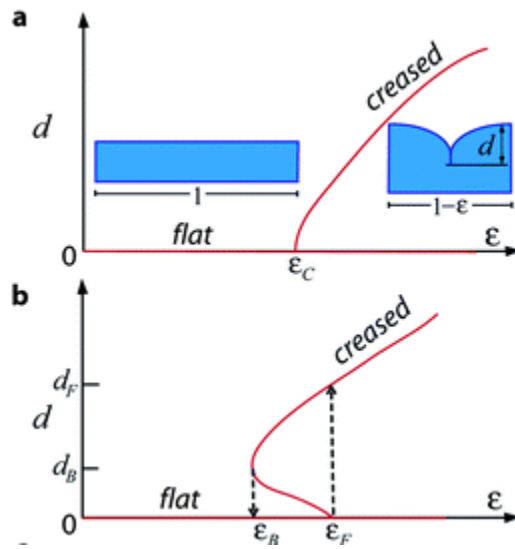 a
creased
d
d
1
1-ε
flat
0
ε_C
ε
b
creased
d_F
d
d_B
flat
0
ε_B
ε_F
ε